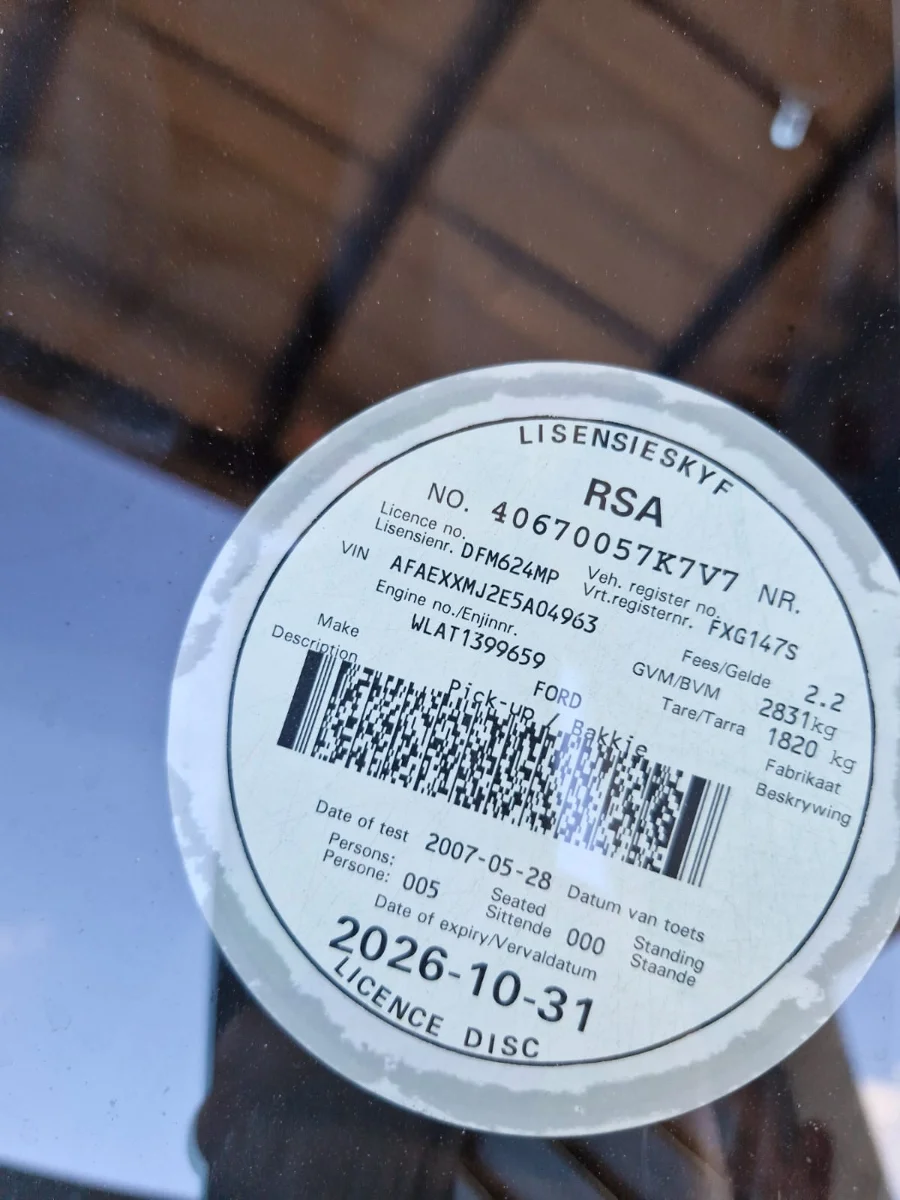 LISENSIESKYF
RSA
NO. 40670057K7V7 NR.
Licence no. Veh. register no.
Lisensienr. DFM624MP Vrt.registernr. FXG147S
VIN AFAEXXMJ2E5A04963 Fees/Gelde 2.2
Engine no./Enjinnr. GVM/BVM 2831kg
WLAT1399659 Tare/Tarra 1820 kg
Make FORD Fabrikaat
Description Pick-up / Bakkie Beskrywing
Date of test 2007-05-28 Datum van toets
Persons: Seated Standing
Persone: 005 Sittende 000 Staande
Date of expiry/Vervaldatum
2026-10-31
LICENCE DISC